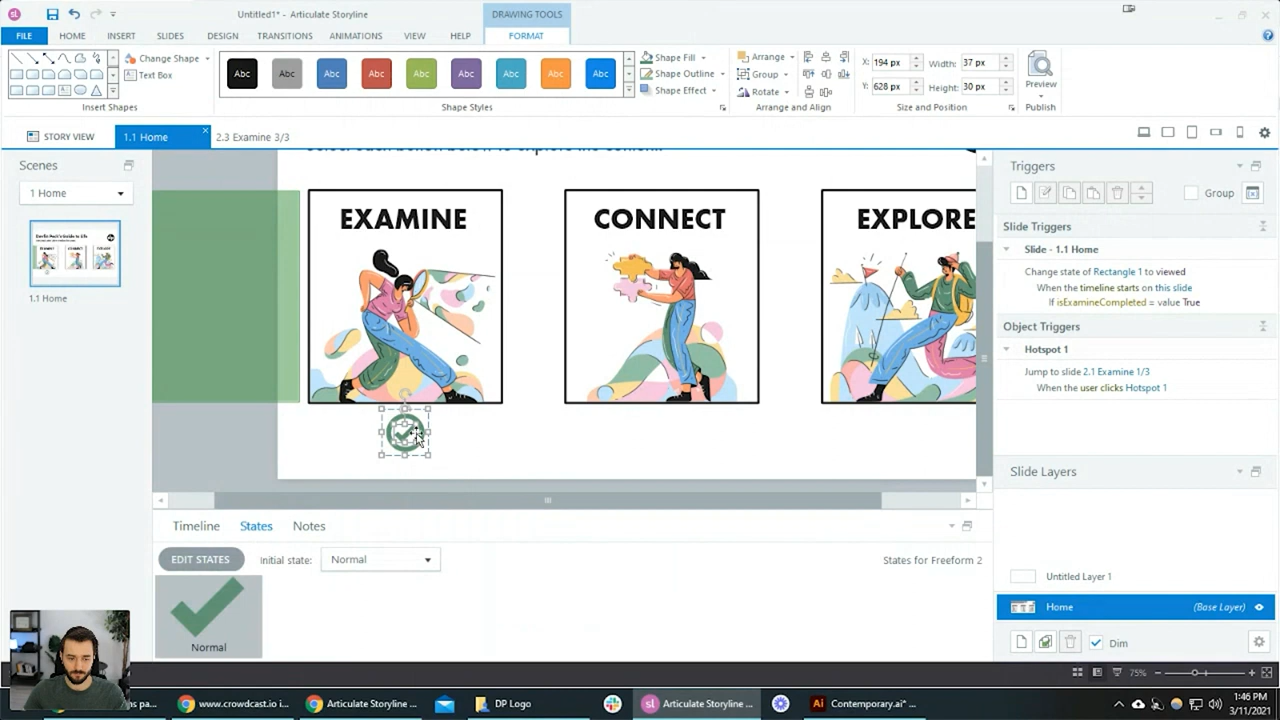 Untitled1* - Articulate Storyline
DRAWING TOOLS
FILE HOME INSERT SLIDES DESIGN TRANSITIONS ANIMATIONS VIEW HELP FORMAT
Change Shape
Text Box
Insert Shapes
Abc Abc Abc Abc Abc Abc Abc Abc
Shape Styles
Shape Fill
Shape Outline
Shape Effect
Arrange
Group
Rotate
Arrange and Align
X: 194 px Width: 37 px
Y: 628 px Height: 30 px
Size and Position
Preview
Publish
STORY VIEW
1.1 Home
2.3 Examine 3/3
Scenes
1 Home
1.1 Home
EXAMINE
CONNECT
EXPLORE
Timeline States Notes
EDIT STATES Initial state: Normal States for Freeform 2
Normal
Triggers
Group
Slide Triggers
Slide - 1.1 Home
Change state of Rectangle 1 to viewed
When the timeline starts on this slide
If isExamineCompleted = value True
Object Triggers
Hotspot 1
Jump to slide 2.1 Examine 1/3
When the user clicks Hotspot 1
Slide Layers
Untitled Layer 1
Home (Base Layer)
Dim
75%
www.crowdcast.io i...
Articulate Storyline ...
DP Logo
Articulate Storyline ...
Contemporary.ai* ...
1:46 PM
3/11/2021